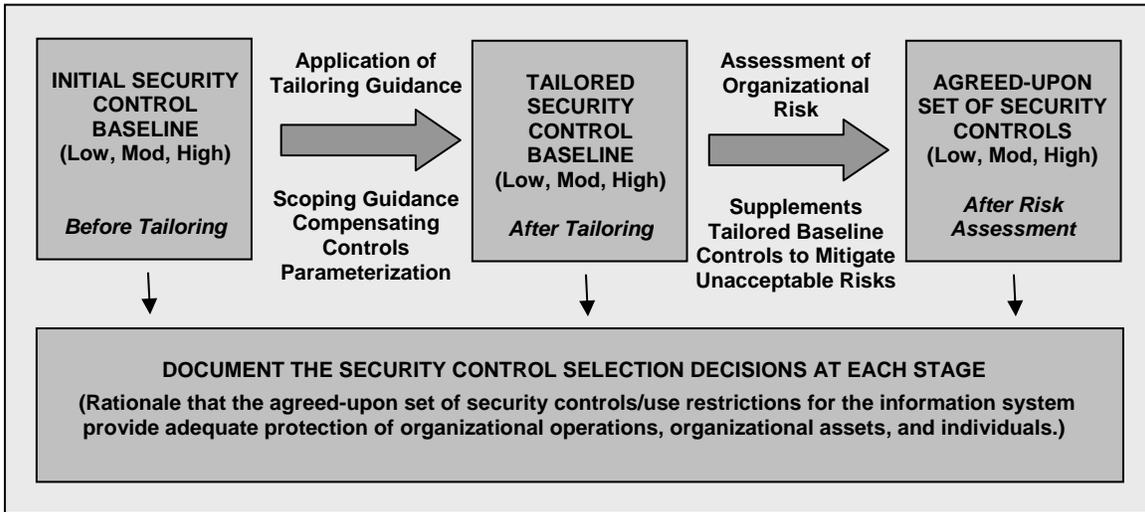 INITIAL SECURITY
CONTROL
BASELINE
(Low, Mod, High)
Before Tailoring
Application of
Tailoring Guidance
Scoping Guidance
Compensating
Controls
Parameterization
TAILORED
SECURITY
CONTROL
BASELINE
(Low, Mod, High)
After Tailoring
Assessment of
Organizational
Risk
Supplements
Tailored Baseline
Controls to Mitigate
Unacceptable Risks
AGREED-UPON
SET OF SECURITY
CONTROLS
(Low, Mod, High)
After Risk
Assessment
DOCUMENT THE SECURITY CONTROL SELECTION DECISIONS AT EACH STAGE
(Rationale that the agreed-upon set of security controls/use restrictions for the information system
provide adequate protection of organizational operations, organizational assets, and individuals.)